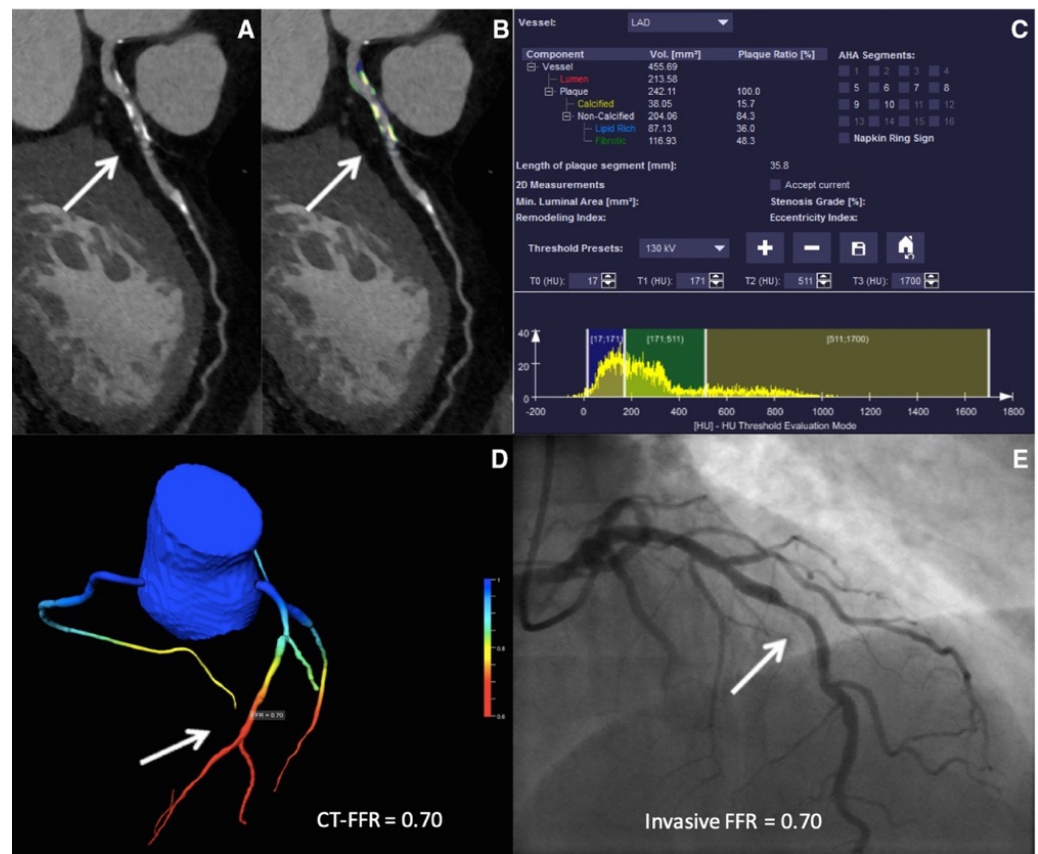 A
B
C
Vessel: LAD
Component Vol. [mm³] Plaque Ratio [%]
Vessel 455.69
Lumen 213.58
Plaque 242.11 100.0
Calcified 38.05 15.7
Non-Calcified 204.06 84.3
Lipid Rich 87.13 36.0
Fibrotic 116.93 48.3
AHA Segments:
1 2 3 4
5 6 7 8
9 10 11 12
13 14 15 16
Napkin Ring Sign
Length of plaque segment [mm]: 35.8
2D Measurements Accept current
Min. Luminal Area [mm²]: Stenosis Grade [%]:
Remodeling Index: Eccentricity Index:
Threshold Presets: 130 kV
T0 (HU): 17 T1 (HU): 171 T2 (HU): 511 T3 (HU): 1700
40
20
0
[17;171) [171;511) [511;1700)
-200 0 200 400 600 800 1000 1200 1400 1600 1800
[HU] - HU Threshold Evaluation Mode
D
1
0.8
0.6
FFR = 0.70
CT-FFR = 0.70
E
Invasive FFR = 0.70